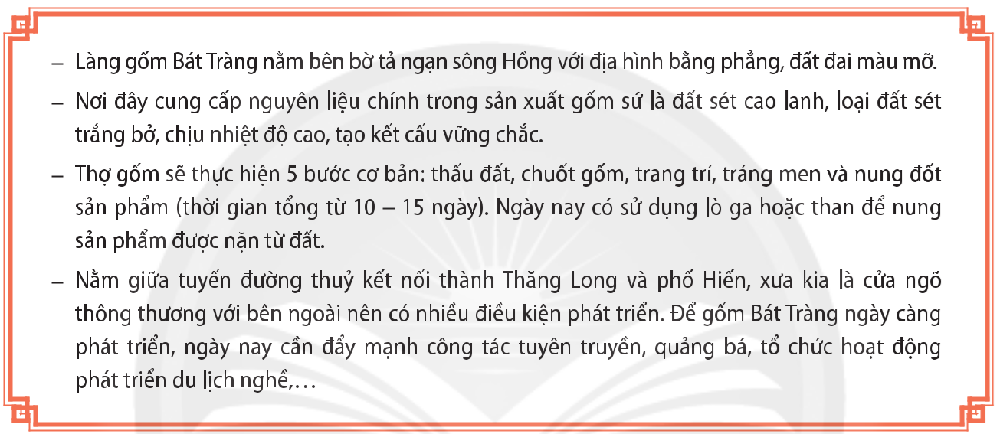 – Làng gốm Bát Tràng nằm bên bờ tả ngạn sông Hồng với địa hình bằng phẳng, đất đai màu mỡ.
– Nơi đây cung cấp nguyên liệu chính trong sản xuất gốm sứ là đất sét cao lanh, loại đất sét
trắng bở, chịu nhiệt độ cao, tạo kết cấu vững chắc.
– Thợ gốm sẽ thực hiện 5 bước cơ bản: thấu đất, chuốt gốm, trang trí, tráng men và nung đốt
sản phẩm (thời gian tổng từ 10 – 15 ngày). Ngày nay có sử dụng lò ga hoặc than để nung
sản phẩm được nặn từ đất.
– Nằm giữa tuyến đường thuỷ kết nối thành Thăng Long và phố Hiến, xưa kia là cửa ngõ
thông thương với bên ngoài nên có nhiều điều kiện phát triển. Để gốm Bát Tràng ngày càng
phát triển, ngày nay cần đẩy mạnh công tác tuyên truyền, quảng bá, tổ chức hoạt động
phát triển du lịch nghề,...